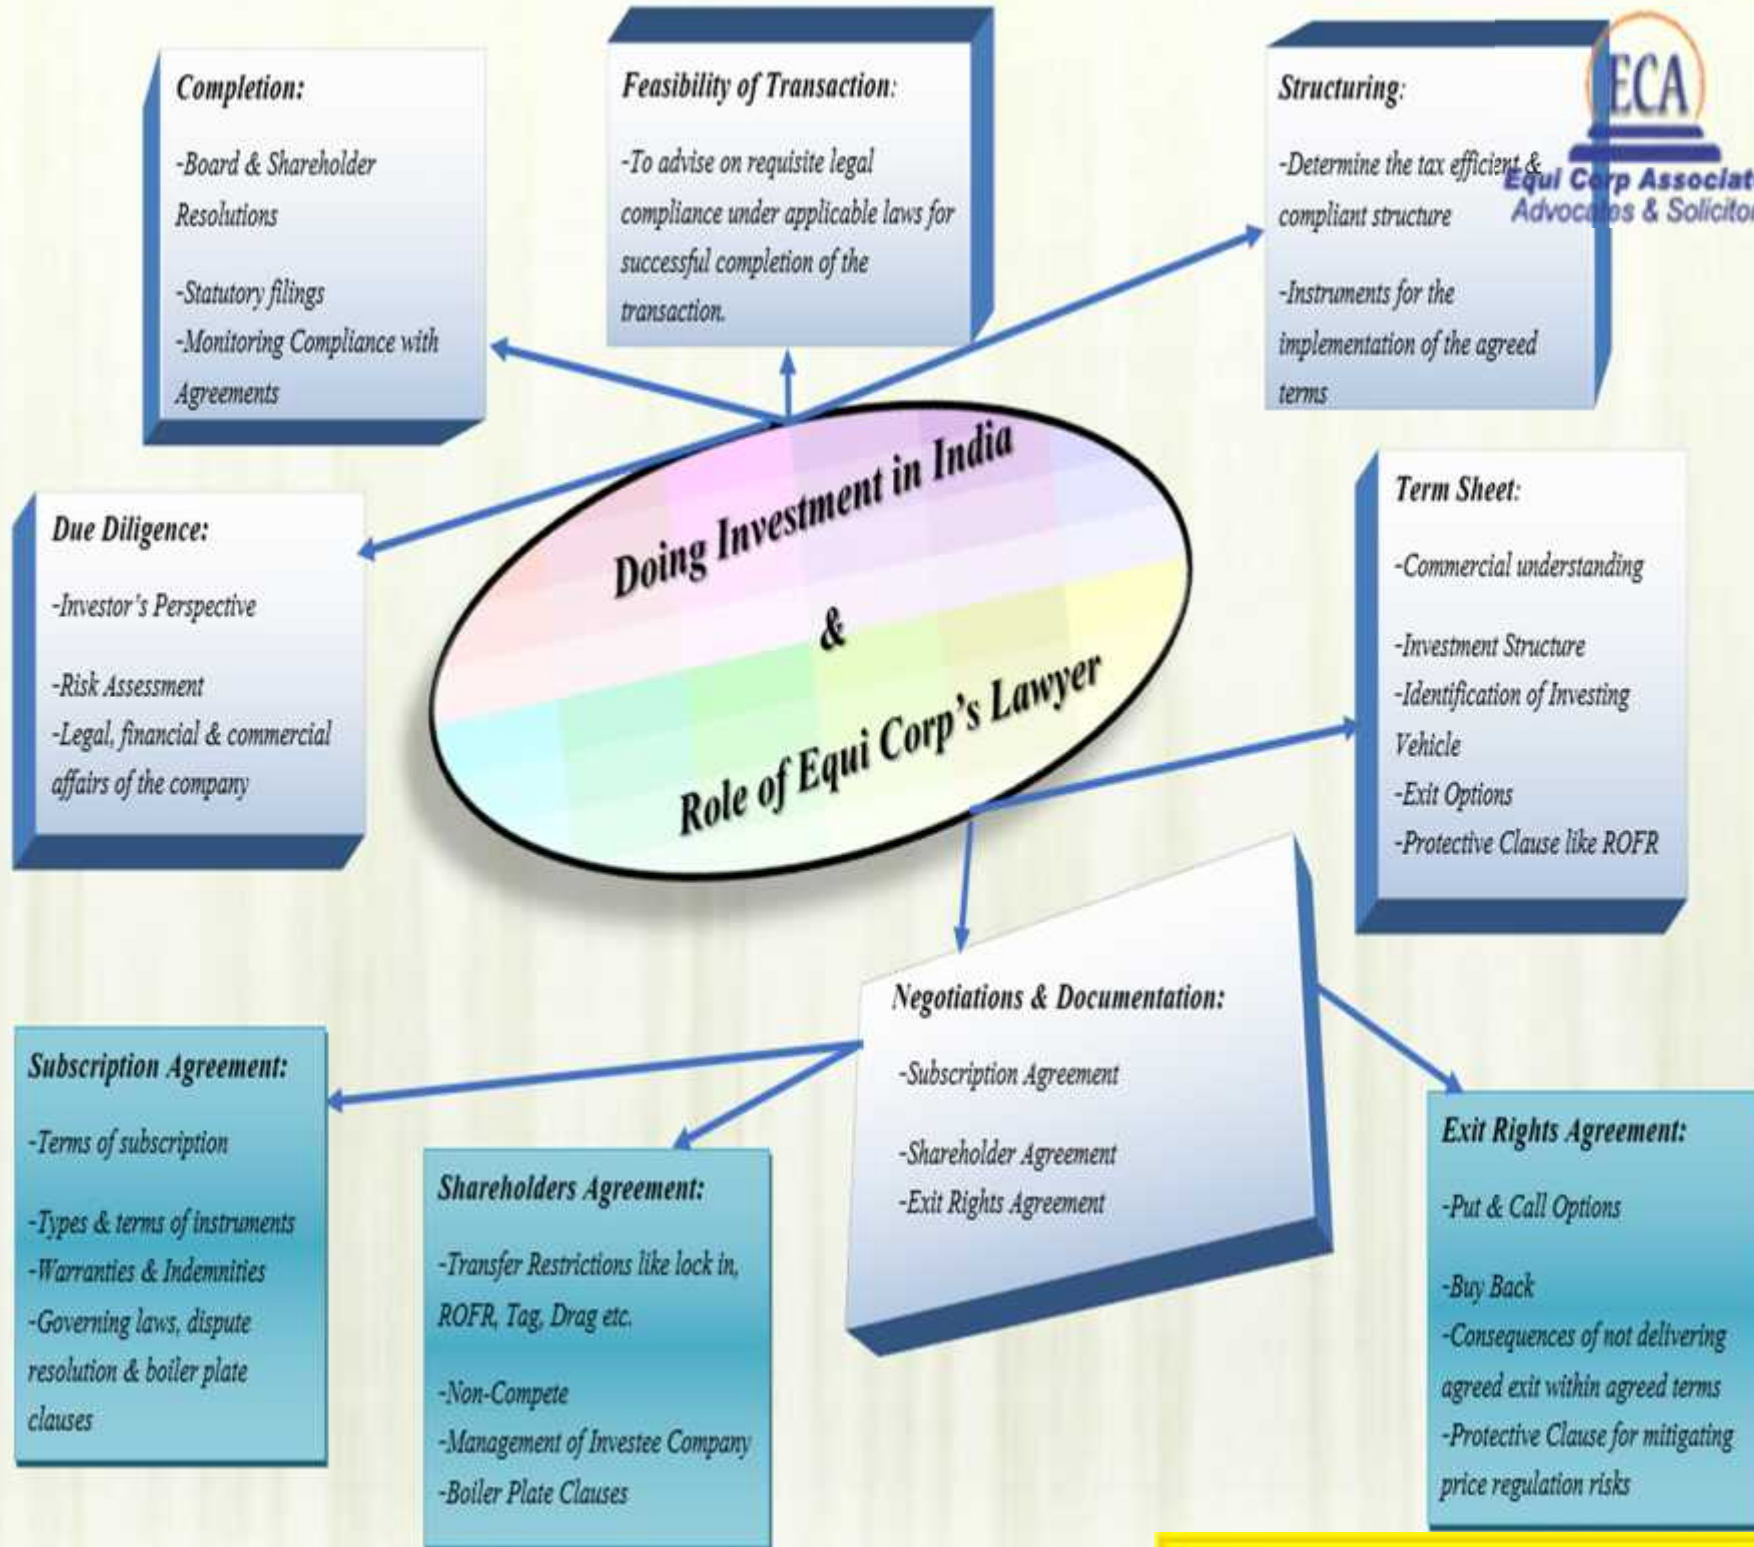 Completion:
-Board & Shareholder
Resolutions
-Statutory filings
-Monitoring Compliance with
Agreements
Feasibility of Transaction:
-To advise on requisite legal
compliance under applicable laws for
successful completion of the
transaction.
Structuring:
-Determine the tax efficient &
compliant structure
-Instruments for the
implementation of the agreed
terms
ECA
Equi Corp Associat
Advocates & Solicitor
Due Diligence:
-Investor's Perspective
-Risk Assessment
-Legal, financial & commercial
affairs of the company
Doing Investment in India
&
Role of Equi Corp's Lawyer
Term Sheet:
-Commercial understanding
-Investment Structure
-Identification of Investing
Vehicle
-Exit Options
-Protective Clause like ROFR
Negotiations & Documentation:
-Subscription Agreement
-Shareholder Agreement
-Exit Rights Agreement
Subscription Agreement:
-Terms of subscription
-Types & terms of instruments
-Warranties & Indemnities
-Governing laws, dispute
resolution & boiler plate
clauses
Shareholders Agreement:
-Transfer Restrictions like lock in,
ROFR, Tag, Drag etc.
-Non-Compete
-Management of Investee Company
-Boiler Plate Clauses
Exit Rights Agreement:
-Put & Call Options
-Buy Back
-Consequences of not delivering
agreed exit within agreed terms
-Protective Clause for mitigating
price regulation risks